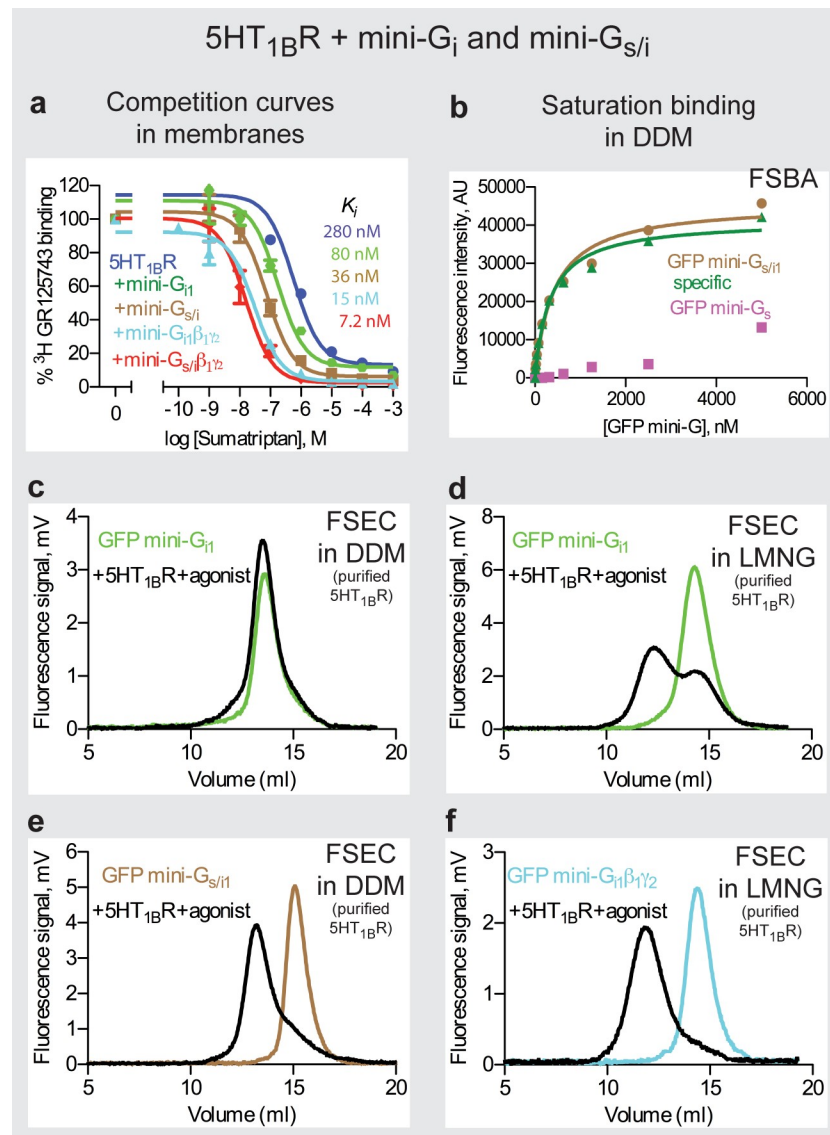 5HT1BR + mini-Gi and mini-Gs/i
a
Competition curves
in membranes
% 3H GR125743 binding
120
100
80
60
40
20
0
Ki
280 nM
80 nM
36 nM
15 nM
7.2 nM
5HT1BR
+mini-Gi1
+mini-Gs/i
+mini-Gi1β1γ2
+mini-Gs/iβ1γ2
0 -10 -9 -8 -7 -6 -5 -4 -3
log [Sumatriptan], M
b
Saturation binding
in DDM
FSBA
Fluorescence intensity, AU
50000
40000
30000
20000
10000
0
GFP mini-Gs/i1
specific
GFP mini-Gs
0 2000 4000 6000
[GFP mini-G], nM
c
Fluorescence signal, mV
4
3
2
1
0
GFP mini-Gi1
+5HT1BR+agonist
FSEC
in DDM
(purified
5HT1BR)
5 10 15 20
Volume (ml)
d
Fluorescence signal, mV
8
6
4
2
0
GFP mini-Gi1
+5HT1BR+agonist
FSEC
in LMNG
(purified
5HT1BR)
5 10 15 20
Volume (ml)
e
Fluorescence signal, mV
6
5
4
3
2
1
0
GFP mini-Gs/i1
+5HT1BR+agonist
FSEC
in DDM
(purified
5HT1BR)
5 10 15 20
Volume (ml)
f
Fluorescence signal, mV
3
2
1
0
GFP mini-Gi1β1γ2
+5HT1BR+agonist
FSEC
in LMNG
(purified
5HT1BR)
5 10 15 20
Volume (ml)